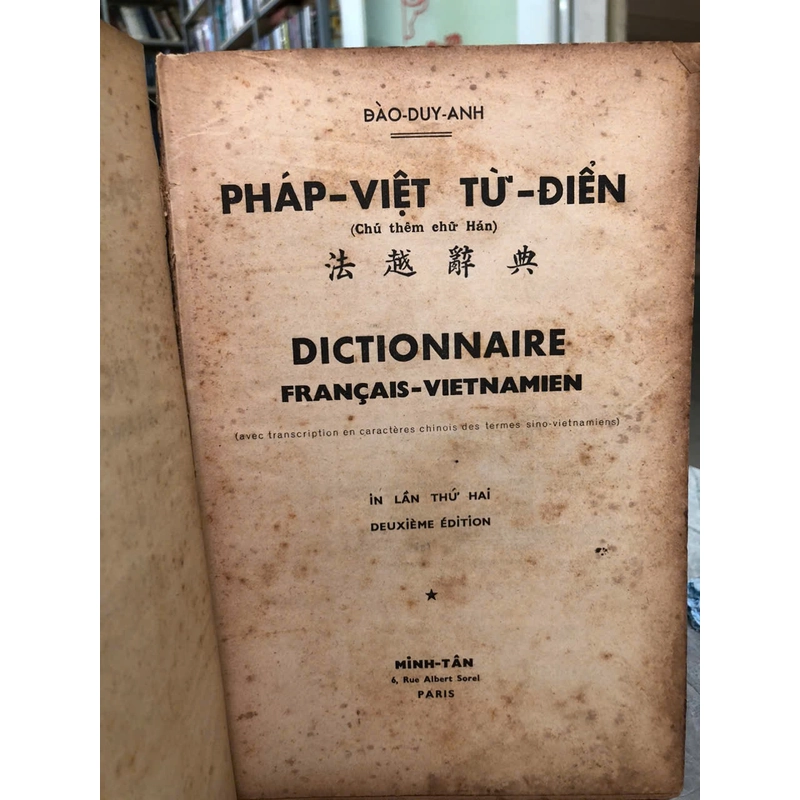 ĐÀO-DUY-ANH
PHÁP-VIỆT TỪ-ĐIỂN
(Chú thêm chữ Hán)
法越辭典
DICTIONNAIRE
FRANÇAIS-VIETNAMIEN
(avec transcription en caractères chinois des termes sino-vietnamiens)
iN LẦN THỨ HAI
DEUXIÈME ÉDITION
MINH-TÂN
6, Rue Albert Sorel
PARIS